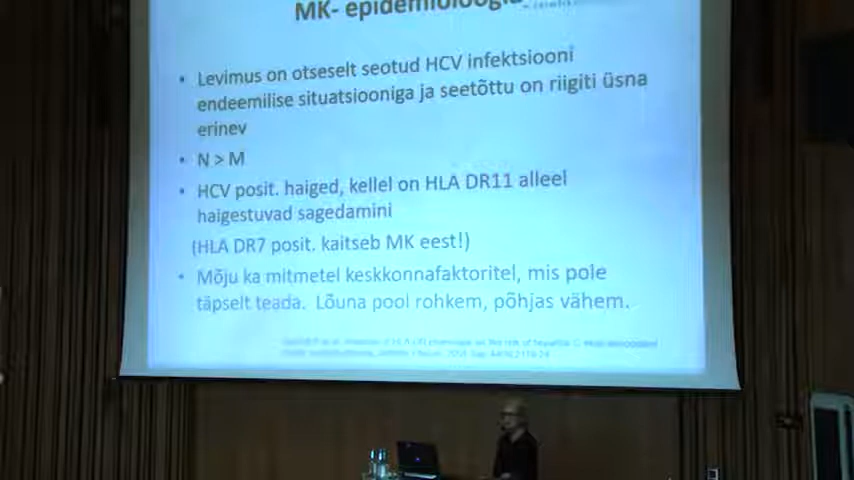 MK- epidemioloogia
• Levimus on otseselt seotud HCV infektsiooni
endeemilise situatsiooniga ja seetõttu on riigiti üsna
erinev
• N > M
• HCV posit. haiged, kellel on HLA DR11 alleel
haigestuvad sagedamini
(HLA DR7 posit. kaitseb MK eest!)
• Mõju ka mitmetel keskkonnafaktoritel, mis pole
täpselt teada. Lõuna pool rohkem, põhjas vähem.